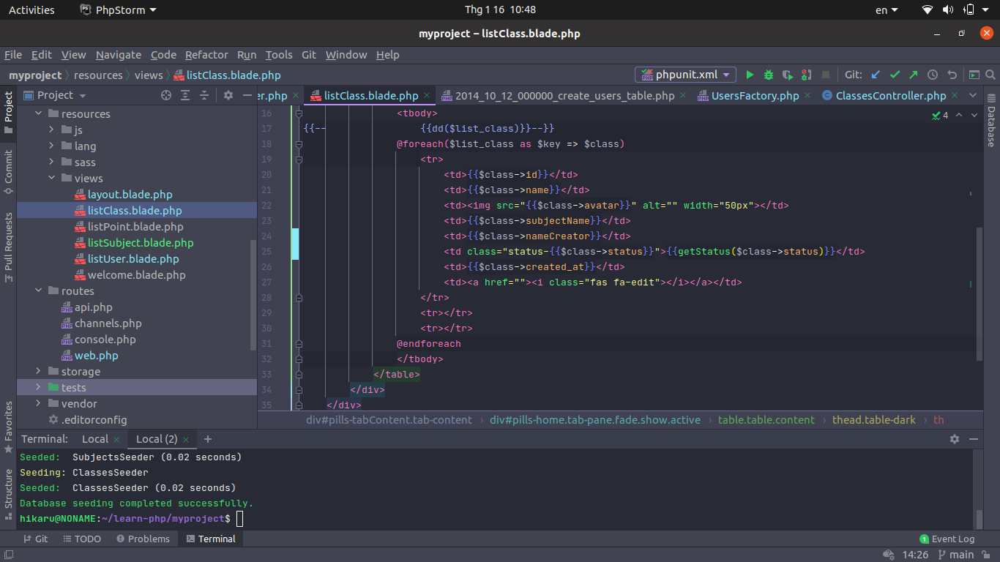 Activities PhpStorm Thg 1 16 10:48 en
myproject – listClass.blade.php
File Edit View Navigate Code Refactor Run Tools Git Window Help
myproject resources views listClass.blade.php phpunit.xml Git:
Project er.php listClass.blade.php 2014_10_12_000000_create_users_table.php UsersFactory.php ClassesController.php
Project
Commit
Pull Requests
Favorites
Structure
Database
resources
js
lang
sass
views
layout.blade.php
listClass.blade.php
listPoint.blade.php
listSubject.blade.php
listUser.blade.php
welcome.blade.php
routes
api.php
channels.php
console.php
web.php
storage
tests
vendor
.editorconfig
4
16 <tbody>
17 {{-- {{dd($list_class)}}--}}
18 @foreach($list_class as $key => $class)
19 <tr>
20 <td>{{$class->id}}</td>
21 <td>{{$class->name}}</td>
22 <td><img src="{{$class->avatar}}" alt="" width="50px"></td>
23 <td>{{$class->subjectName}}</td>
24 <td>{{$class->nameCreator}}</td>
25 <td class="status-{{$class->status}}">{{getStatus($class->status)}}</td>
26 <td>{{$class->created_at}}</td>
27 <td><a href=""><i class="fas fa-edit"></i></a></td>
28 </tr>
29 <tr></tr>
30 <tr></tr>
31 @endforeach
32 </tbody>
33 </table>
34 </div>
35 </div>
div#pills-tabContent.tab-content › div#pills-home.tab-pane.fade.show.active › table.table.content › thead.table-dark › th
Terminal: Local Local (2)
Seeded: SubjectsSeeder (0.02 seconds)
Seeding: ClassesSeeder
Seeded: ClassesSeeder (0.02 seconds)
Database seeding completed successfully.
hikaru@NONAME:~/learn-php/myproject$
Git TODO Problems Terminal 1 Event Log
14:26 main